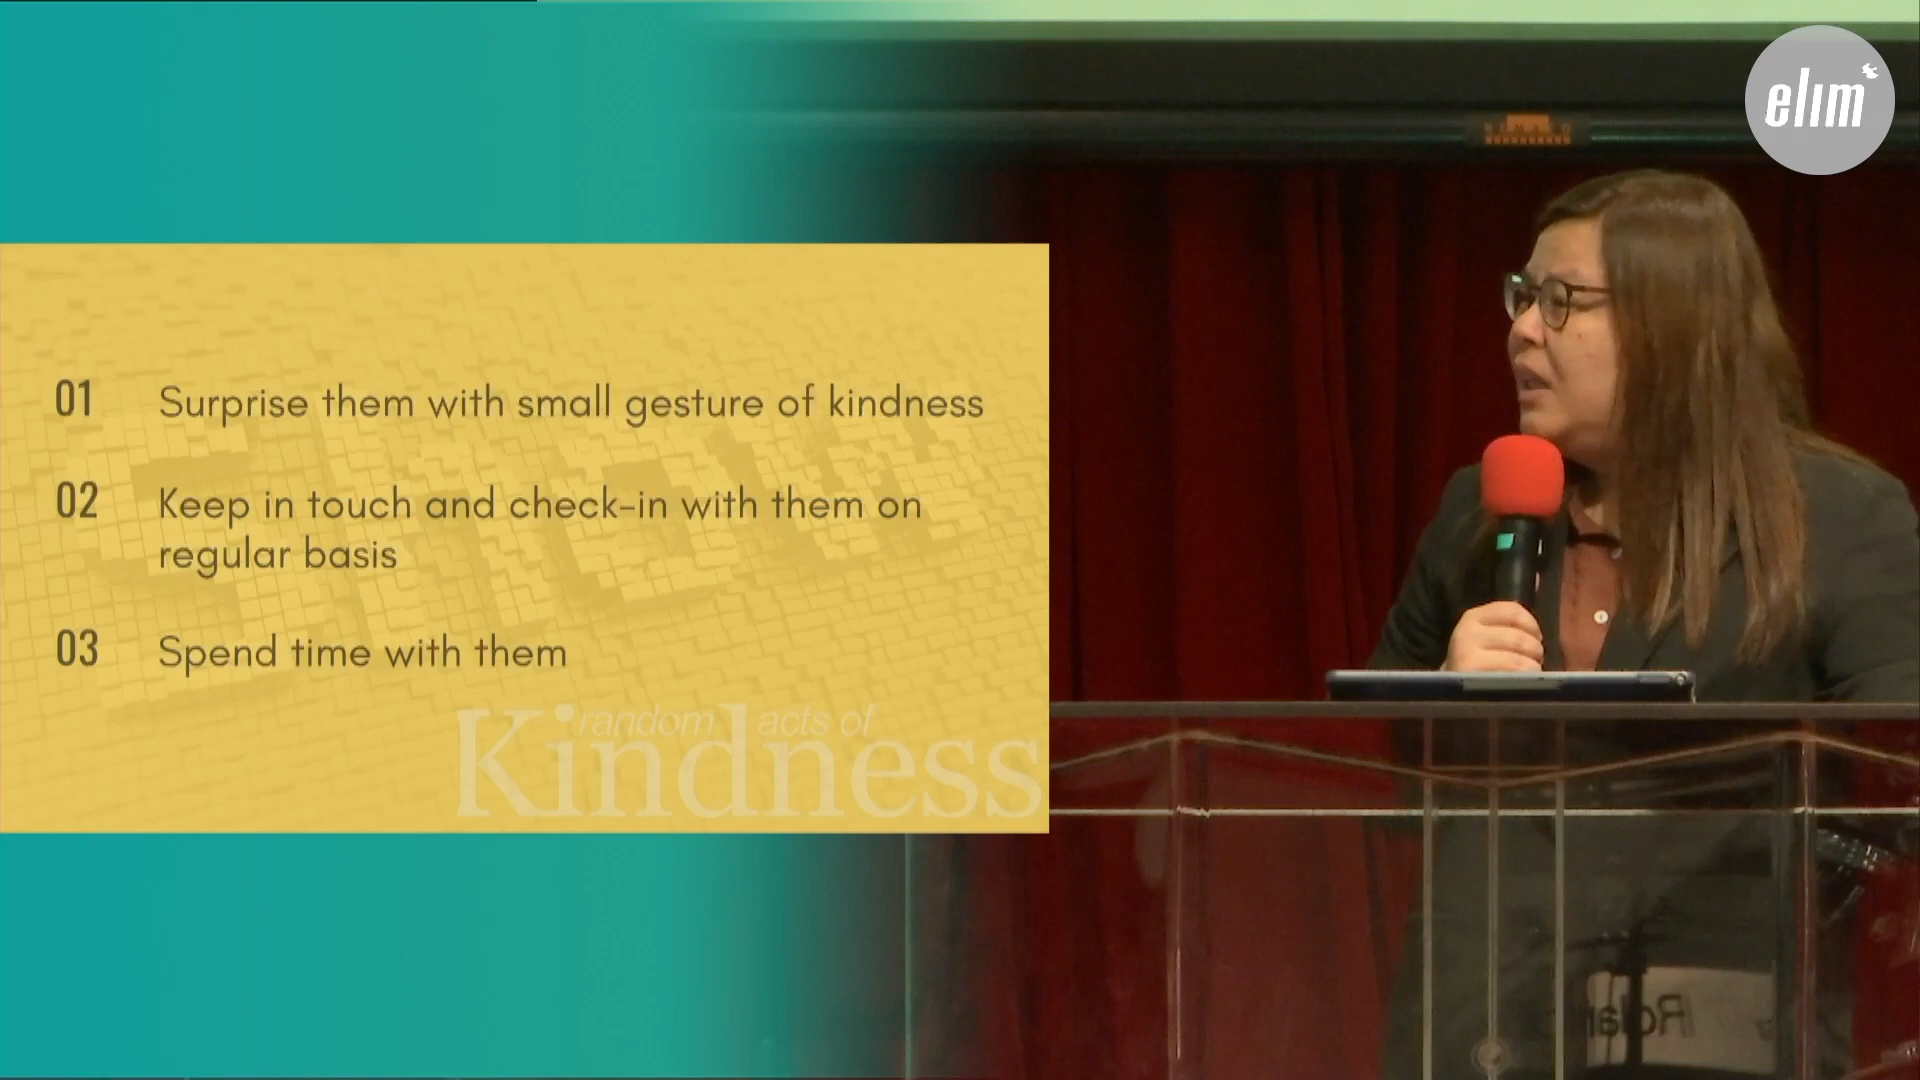 elim
01 Surprise them with small gesture of kindness
02 Keep in touch and check-in with them on
regular basis
03 Spend time with them
random acts of
Kindness
Roland